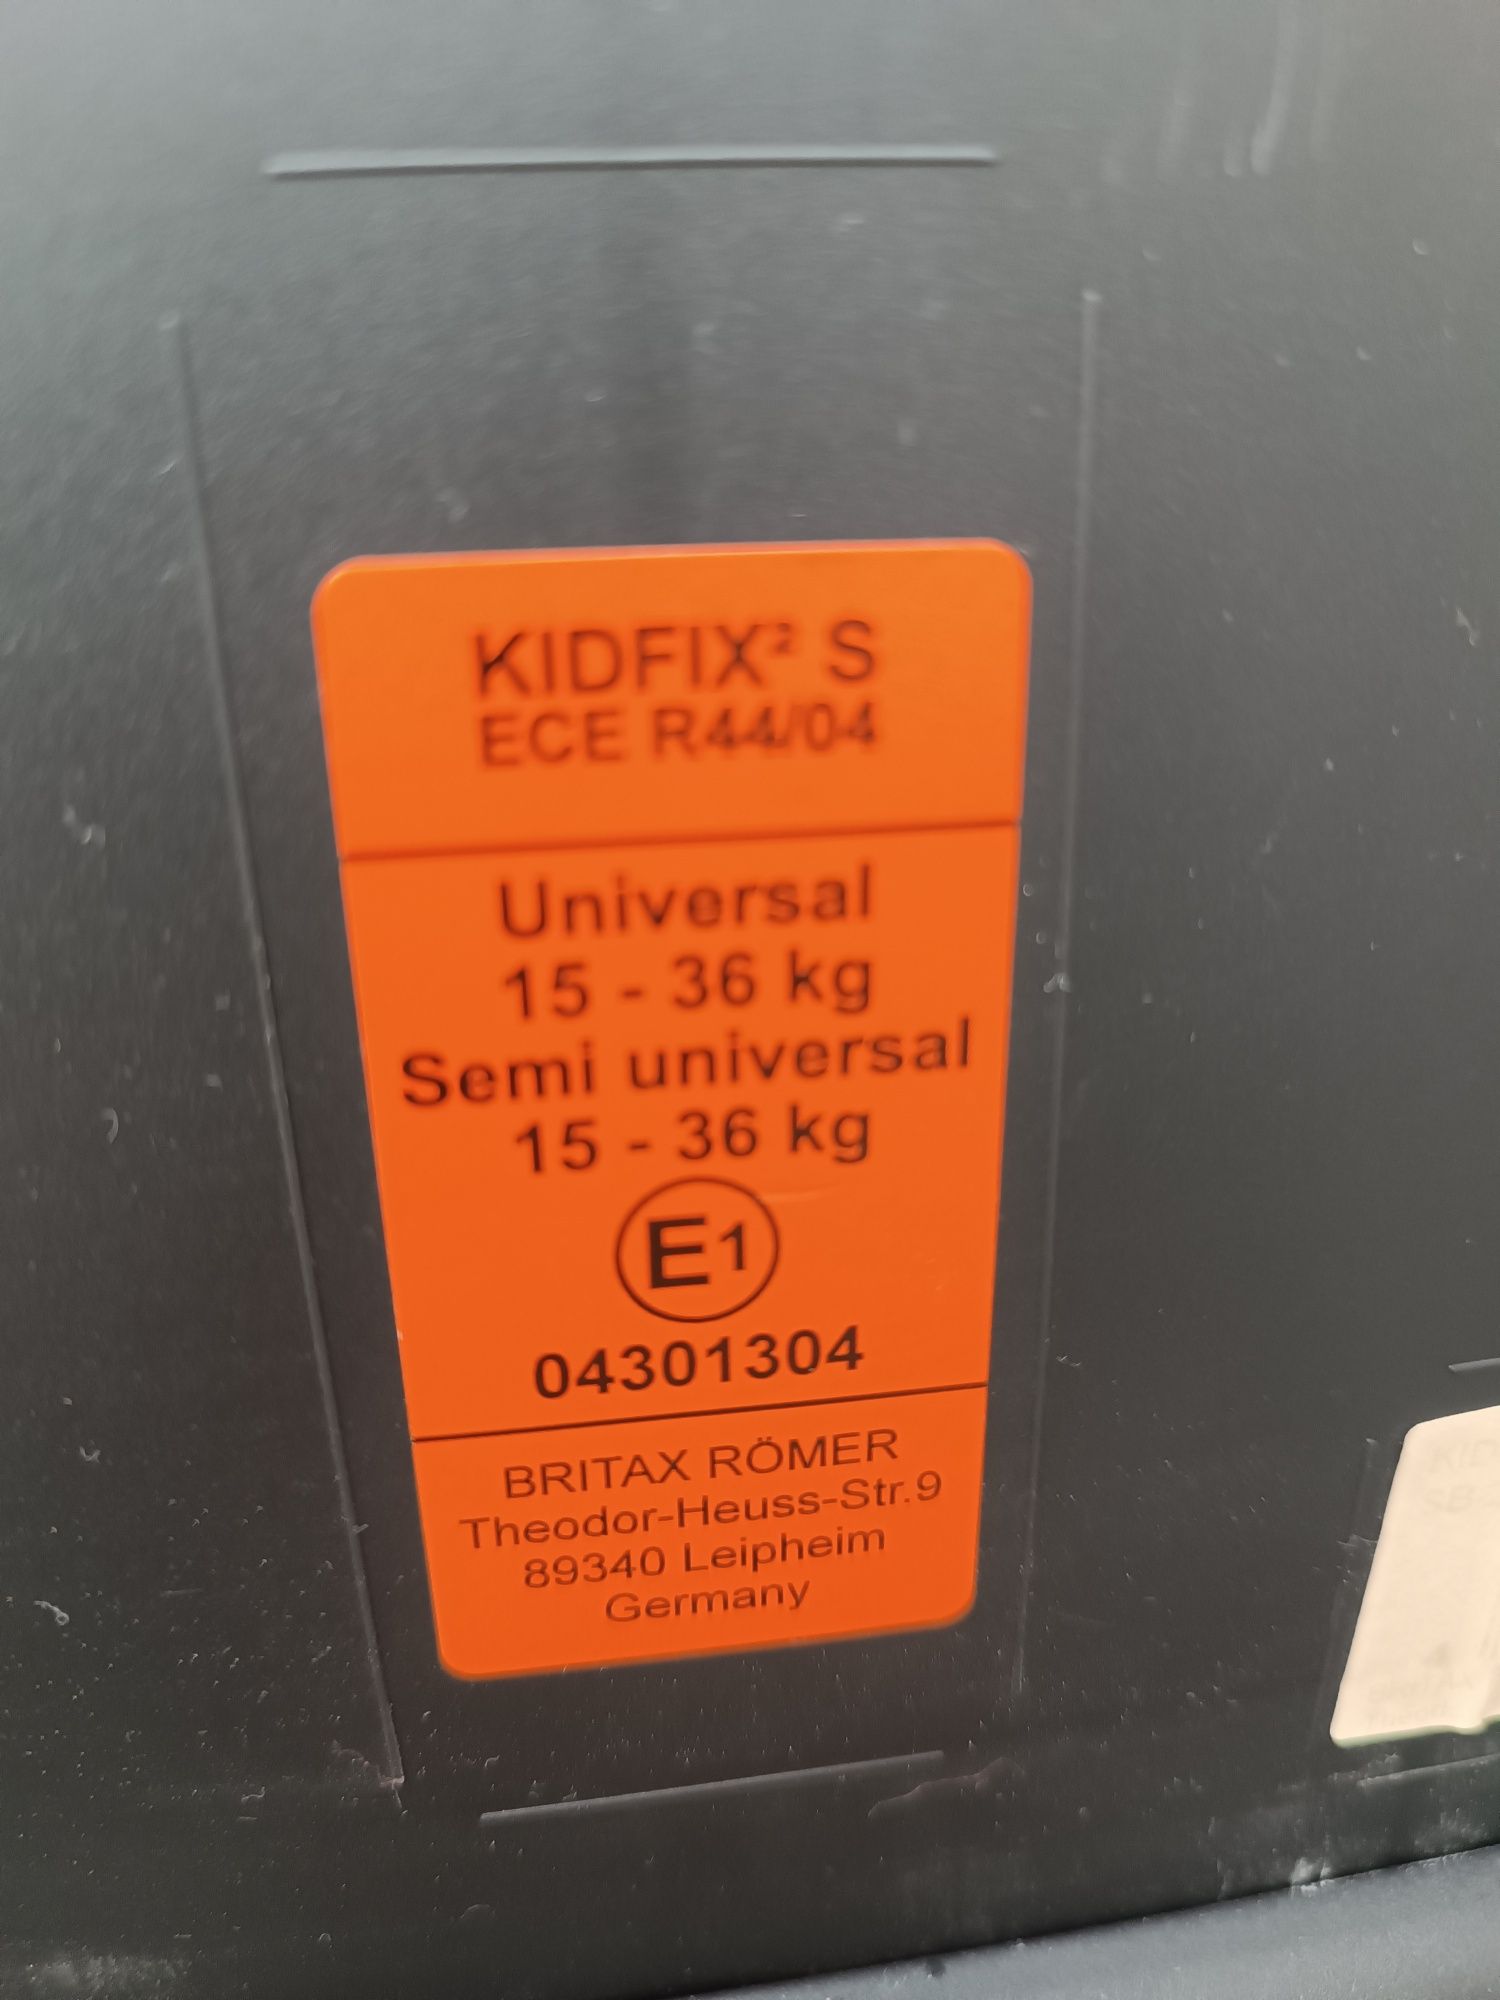 KIDFIX² S
ECE R44/04
Universal
15 - 36 kg
Semi universal
15 - 36 kg
E1
04301304
BRITAX RÖMER
Theodor-Heuss-Str.9
89340 Leipheim
Germany